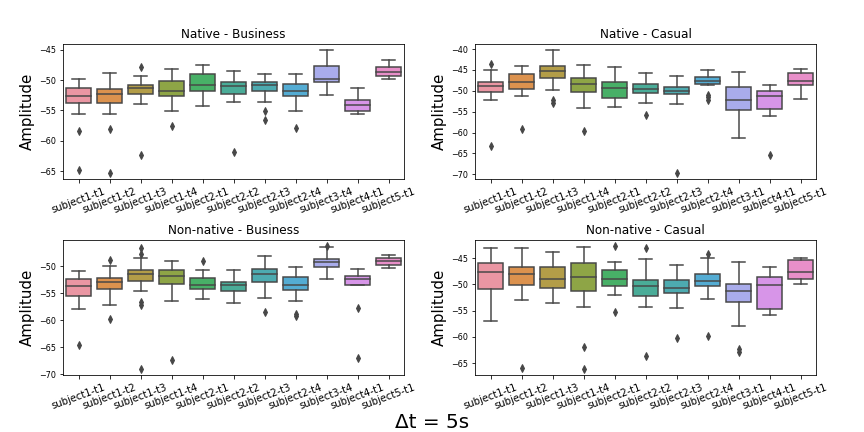 Native - Business
Native - Casual
Amplitude
−45
−50
−55
−60
−65
subject1-t1
subject1-t2
subject1-t3
subject1-t4
subject2-t1
subject2-t2
subject2-t3
subject2-t4
subject3-t1
subject4-t1
subject5-t1
Amplitude
−40
−45
−50
−55
−60
−65
−70
subject1-t1
subject1-t2
subject1-t3
subject1-t4
subject2-t1
subject2-t2
subject2-t3
subject2-t4
subject3-t1
subject4-t1
subject5-t1
Non-native - Business
Non-native - Casual
Amplitude
−50
−55
−60
−65
−70
subject1-t1
subject1-t2
subject1-t3
subject1-t4
subject2-t1
subject2-t2
subject2-t3
subject2-t4
subject3-t1
subject4-t1
subject5-t1
Amplitude
−45
−50
−55
−60
−65
subject1-t1
subject1-t2
subject1-t3
subject1-t4
subject2-t1
subject2-t2
subject2-t3
subject2-t4
subject3-t1
subject4-t1
subject5-t1
Δt = 5s